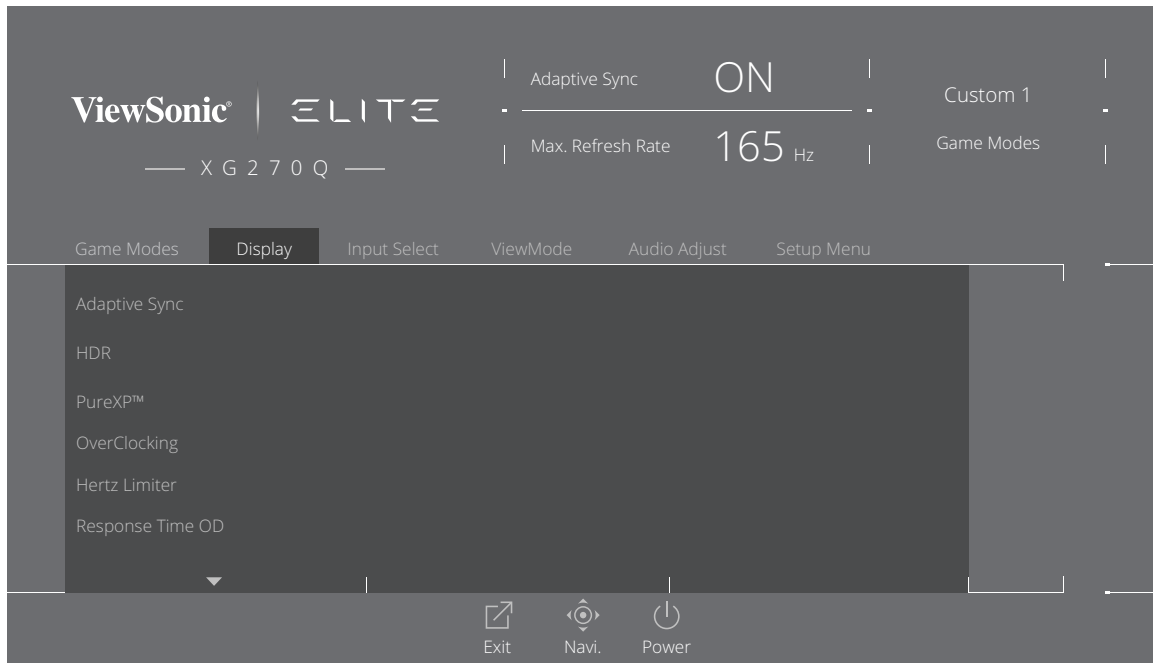 ViewSonic® ELITE
XG270Q
Adaptive Sync ON
Max. Refresh Rate 165 Hz
Custom 1
Game Modes
Game Modes Display Input Select ViewMode Audio Adjust Setup Menu
Adaptive Sync
HDR
PureXP™
OverClocking
Hertz Limiter
Response Time OD
Exit Navi. Power